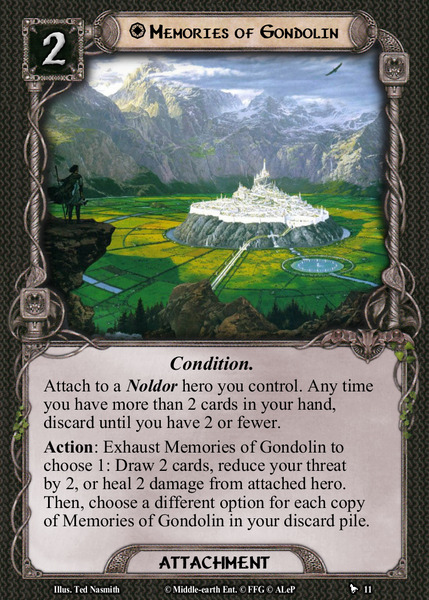 2
Memories of Gondolin
Condition.
Attach to a Noldor hero you control. Any time
you have more than 2 cards in your hand,
discard until you have 2 or fewer.
Action: Exhaust Memories of Gondolin to
choose 1: Draw 2 cards, reduce your threat
by 2, or heal 2 damage from attached hero.
Then, choose a different option for each copy
of Memories of Gondolin in your discard pile.
ATTACHMENT
Illus. Ted Nasmith © Middle-earth Ent. © FFG © ALeP 11